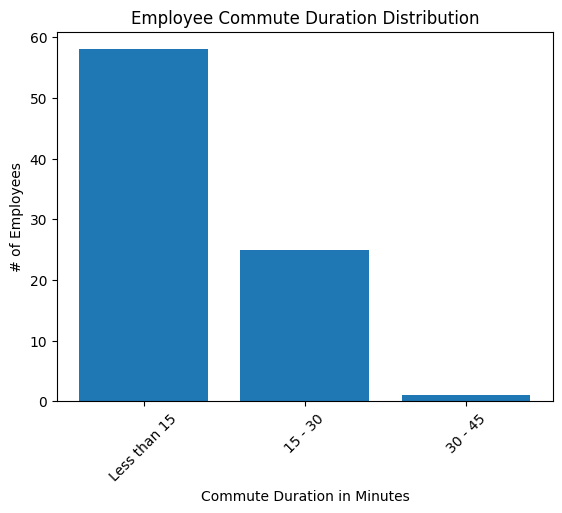 Employee Commute Duration Distribution
60
50
40
30
20
10
0
# of Employees
Less than 15
15 - 30
30 - 45
Commute Duration in Minutes